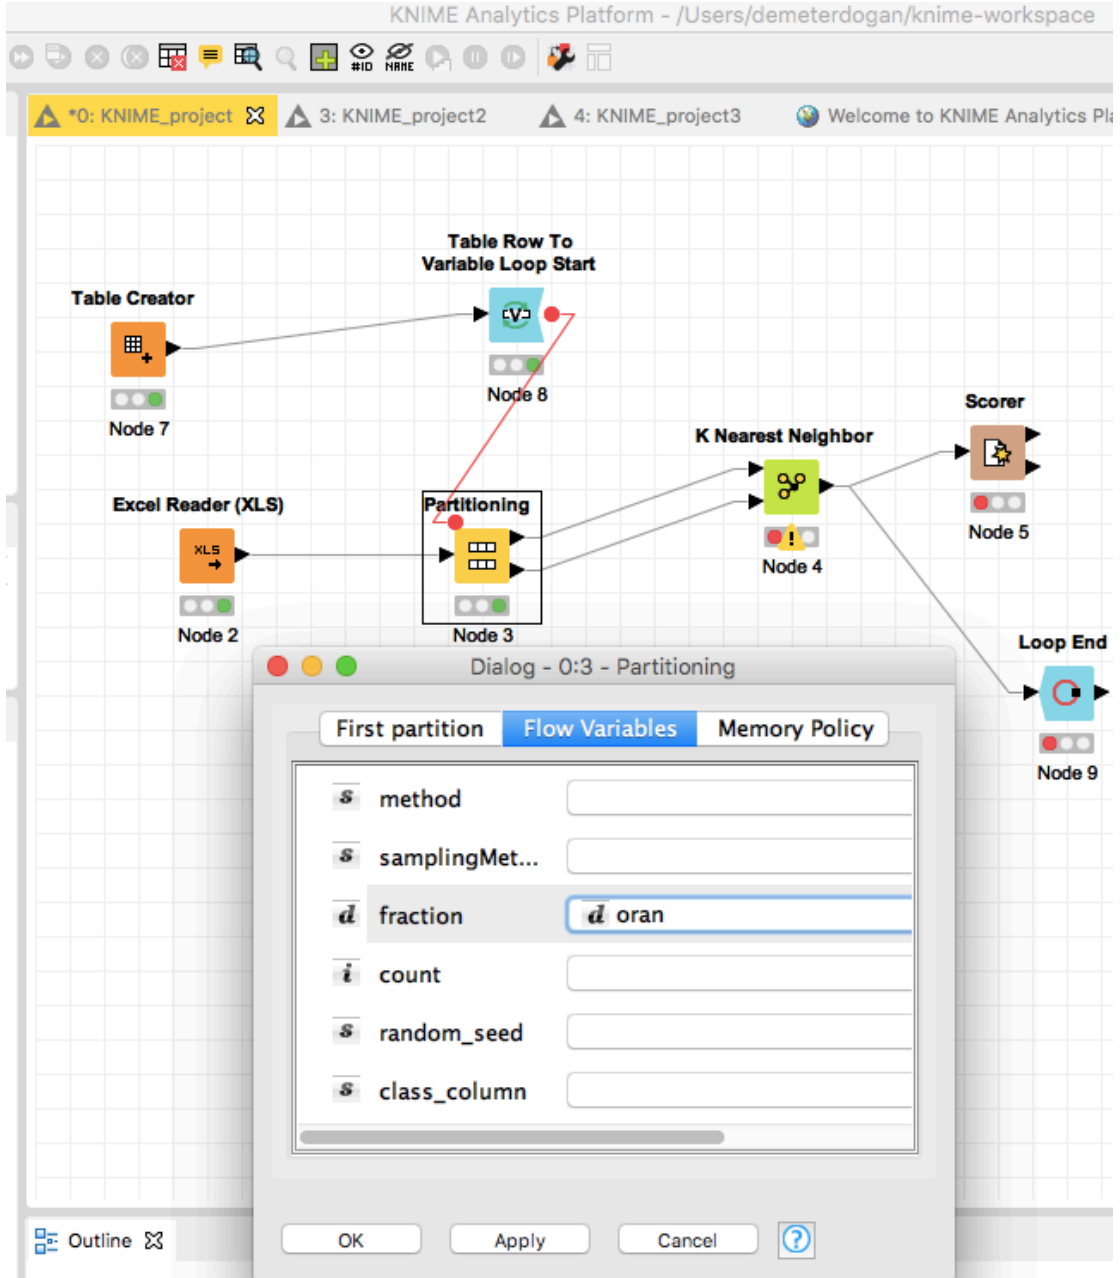 KNIME Analytics Platform - /Users/demeterdogan/knime-workspace
#ID
NAME
*0: KNIME_project
3: KNIME_project2
4: KNIME_project3
Welcome to KNIME Analytics Pla
Table Row To
Variable Loop Start
Table Creator
V
Node 8
Node 7
Scorer
K Nearest Neighbor
Excel Reader (XLS)
Partitioning
XLS
Node 5
Node 4
Node 2
Node 3
Loop End
Node 9
Dialog - 0:3 - Partitioning
First partition
Flow Variables
Memory Policy
s method
s samplingMet...
d fraction d oran
i count
s random_seed
s class_column
OK
Apply
Cancel
?
Outline